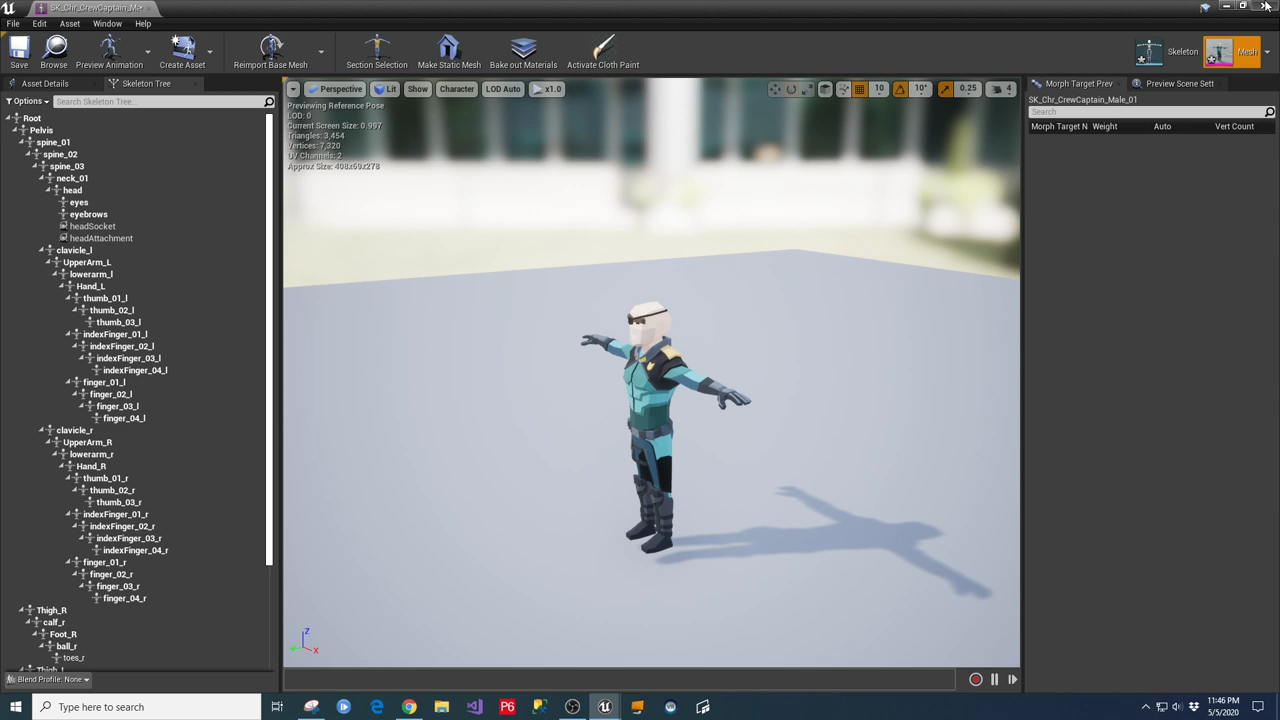 SK_Chr_CrewCaptain_M
File Edit Asset Window Help
Save Browse Preview Animation Create Asset Reimport Base Mesh Section Selection Make Static Mesh Bake out Materials Activate Cloth Paint Skeleton Mesh
Asset Details Skeleton Tree
Options Search Skeleton Tree...
Root
Pelvis
spine_01
spine_02
spine_03
neck_01
head
eyes
eyebrows
headSocket
headAttachment
clavicle_l
UpperArm_L
lowerarm_l
Hand_L
thumb_01_l
thumb_02_l
thumb_03_l
indexFinger_01_l
indexFinger_02_l
indexFinger_03_l
indexFinger_04_l
finger_01_l
finger_02_l
finger_03_l
finger_04_l
clavicle_r
UpperArm_R
lowerarm_r
Hand_R
thumb_01_r
thumb_02_r
thumb_03_r
indexFinger_01_r
indexFinger_02_r
indexFinger_03_r
indexFinger_04_r
finger_01_r
finger_02_r
finger_03_r
finger_04_r
Thigh_R
calf_r
Foot_R
ball_r
toes_r
Blend Profile: None
Perspective Lit Show Character LOD Auto x1.0 10 10° 0.25 4
Previewing Reference Pose
LOD: 0
Current Screen Size: 0.997
Triangles: 3,454
Vertices: 7,320
UV Channels: 2
Approx Size: 408x69x278
Z
X
Morph Target Prev Preview Scene Set
SK_Chr_CrewCaptain_Male_01
Search
Morph Target N Weight Auto Vert Count
Type here to search
P6
11:46 PM
5/5/2020